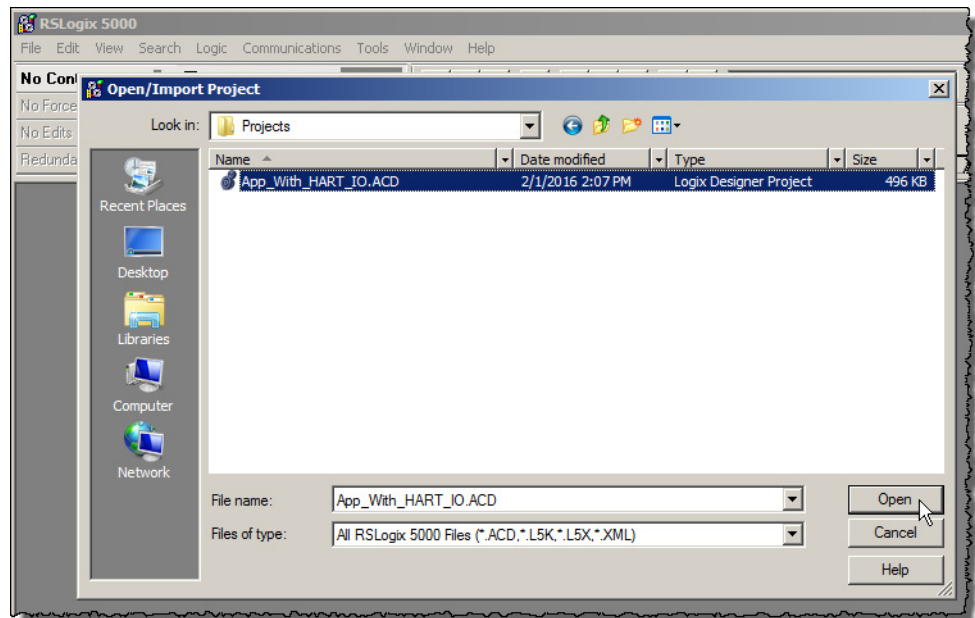 RSLogix 5000
File Edit View Search Logic Communications Tools Window Help
No Cont
Open/Import Project
No Force
Look in: Projects
No Edits
Redunda
Name Date modified Type Size
App_With_HART_IO.ACD 2/1/2016 2:07 PM Logix Designer Project 496 KB
Recent Places
Desktop
Libraries
Computer
Network
File name: App_With_HART_IO.ACD Open
Files of type: All RSLogix 5000 Files (*.ACD,*.L5K,*.L5X,*.XML) Cancel
Help